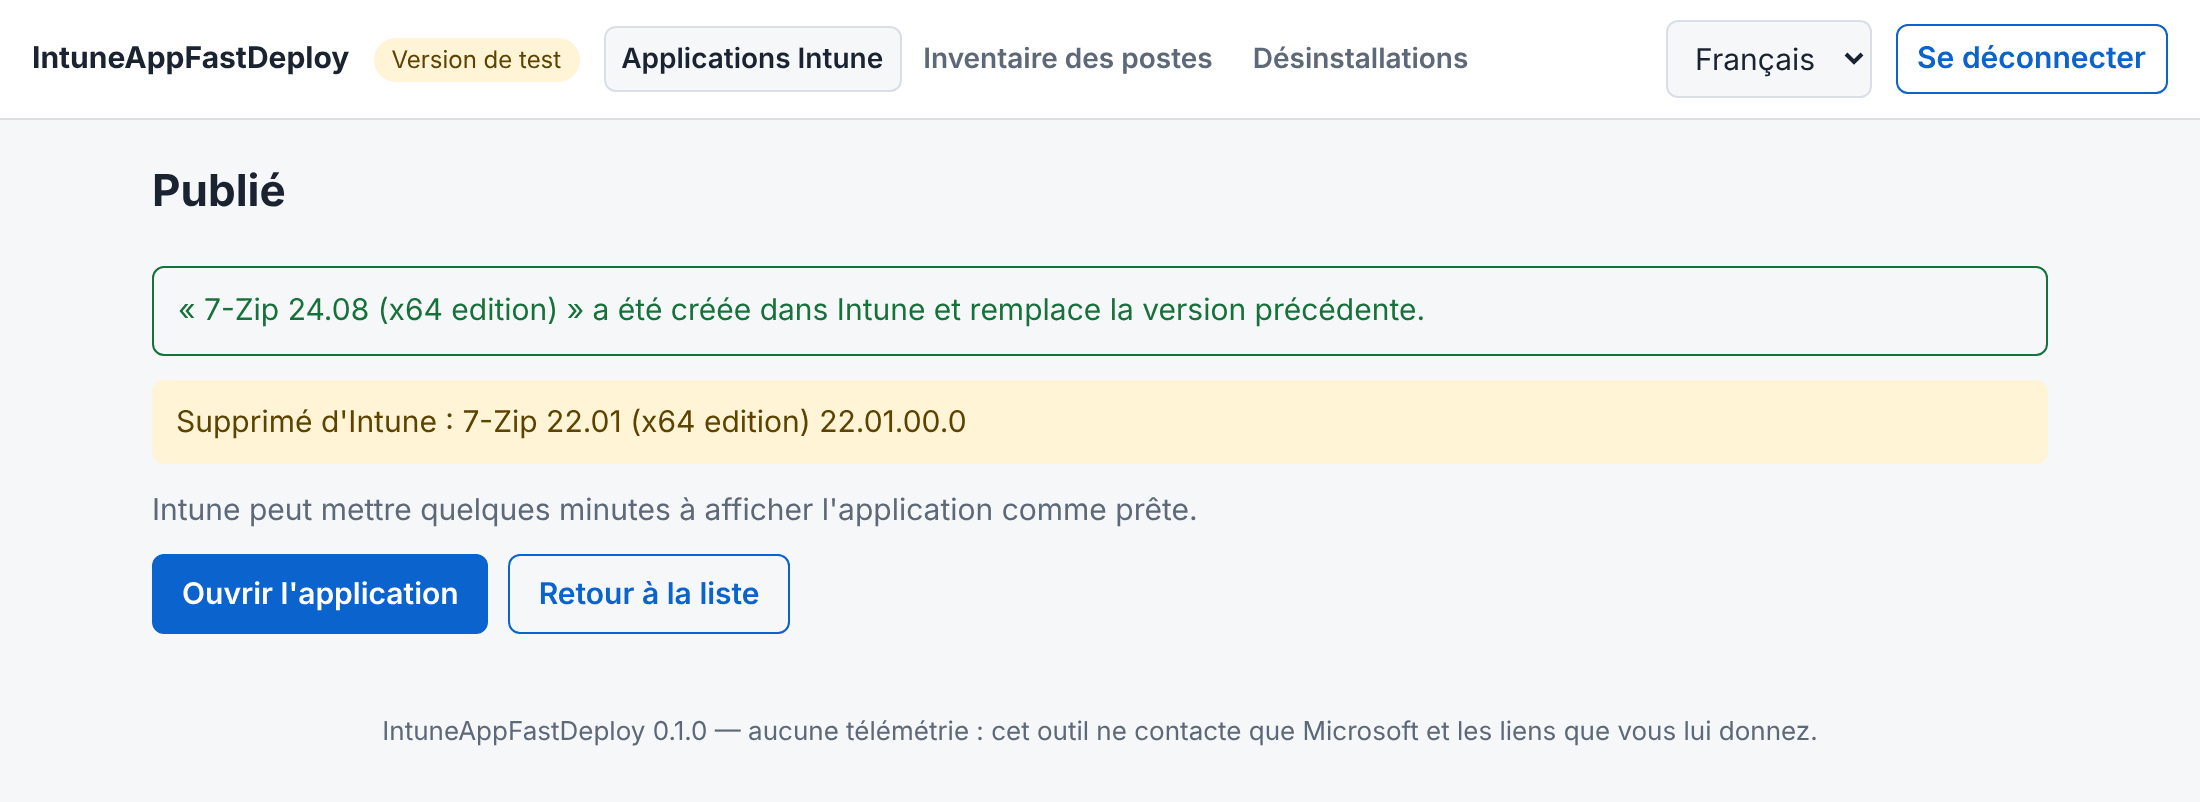 IntuneAppFastDeploy Version de test Applications Intune Inventaire des postes Désinstallations Français Se déconnecter
Publié
« 7-Zip 24.08 (x64 edition) » a été créée dans Intune et remplace la version précédente.
Supprimé d'Intune : 7-Zip 22.01 (x64 edition) 22.01.00.0
Intune peut mettre quelques minutes à afficher l'application comme prête.
Ouvrir l'application Retour à la liste
IntuneAppFastDeploy 0.1.0 — aucune télémétrie : cet outil ne contacte que Microsoft et les liens que vous lui donnez.